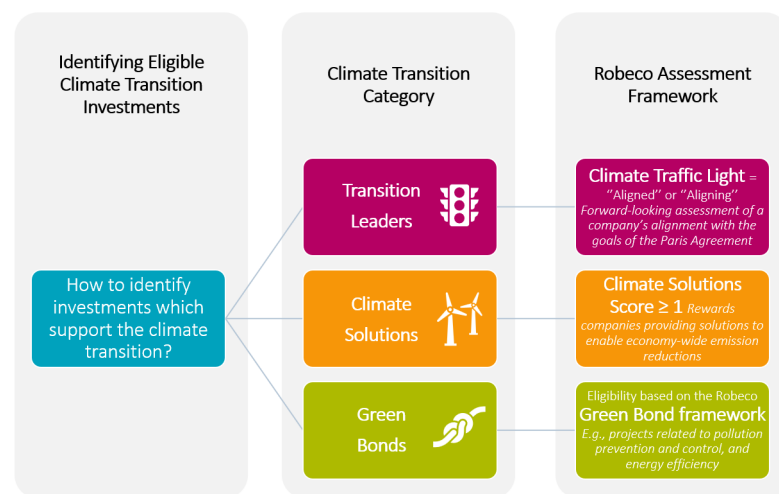 Identifying Eligible
Climate Transition
Investments
Climate Transition
Category
Robeco Assessment
Framework
How to identify
investments which
support the climate
transition?
Transition
Leaders
Climate
Solutions
Green
Bonds
Climate Traffic Light =
“Aligned” or “Aligning”
Forward-looking assessment of a
company’s alignment with the
goals of the Paris Agreement
Climate Solutions
Score ≥ 1 Rewards
companies providing solutions to
enable economy-wide emission
reductions
Eligibility based on the Robeco
Green Bond framework
E.g., projects related to pollution
prevention and control, and
energy efficiency